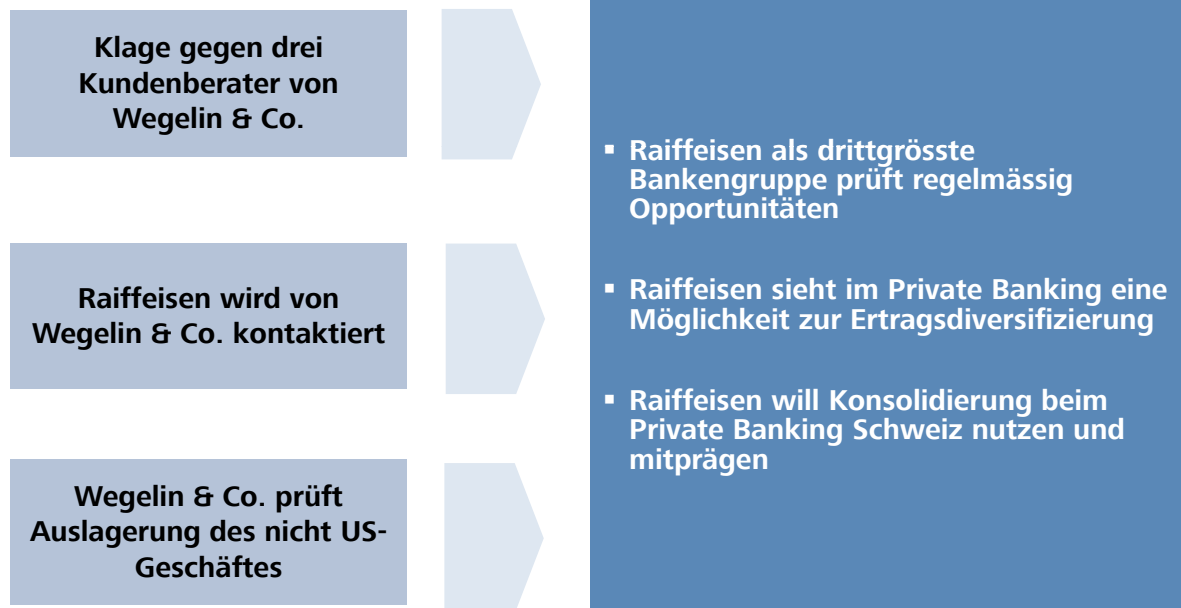 Klage gegen drei
Kundenberater von
Wegelin & Co.
Raiffeisen wird von
Wegelin & Co. kontaktiert
Wegelin & Co. prüft
Auslagerung des nicht US-
Geschäftes
▪ Raiffeisen als drittgrösste
Bankengruppe prüft regelmässig
Opportunitäten
▪ Raiffeisen sieht im Private Banking eine
Möglichkeit zur Ertragsdiversifizierung
▪ Raiffeisen will Konsolidierung beim
Private Banking Schweiz nutzen und
mitprägen